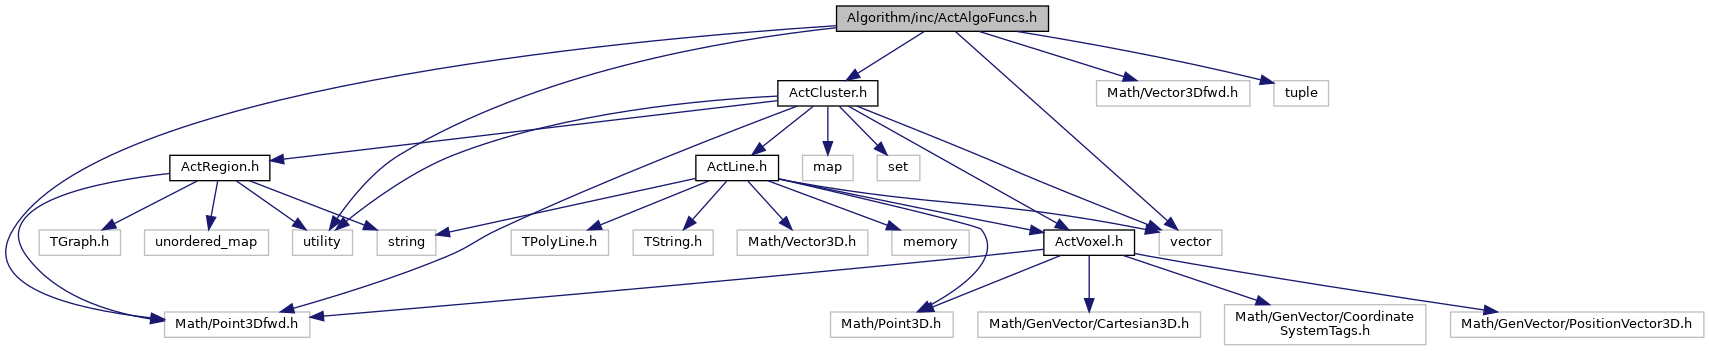 Algorithm/inc/ActAlgoFuncs.h
ActCluster.h
Math/Vector3Dfwd.h
tuple
ActRegion.h
ActLine.h
map
set
TGraph.h
unordered_map
utility
string
TPolyLine.h
TString.h
Math/Vector3D.h
memory
ActVoxel.h
vector
Math/Point3Dfwd.h
Math/Point3D.h
Math/GenVector/Cartesian3D.h
Math/GenVector/Coordinate
SystemTags.h
Math/GenVector/PositionVector3D.h